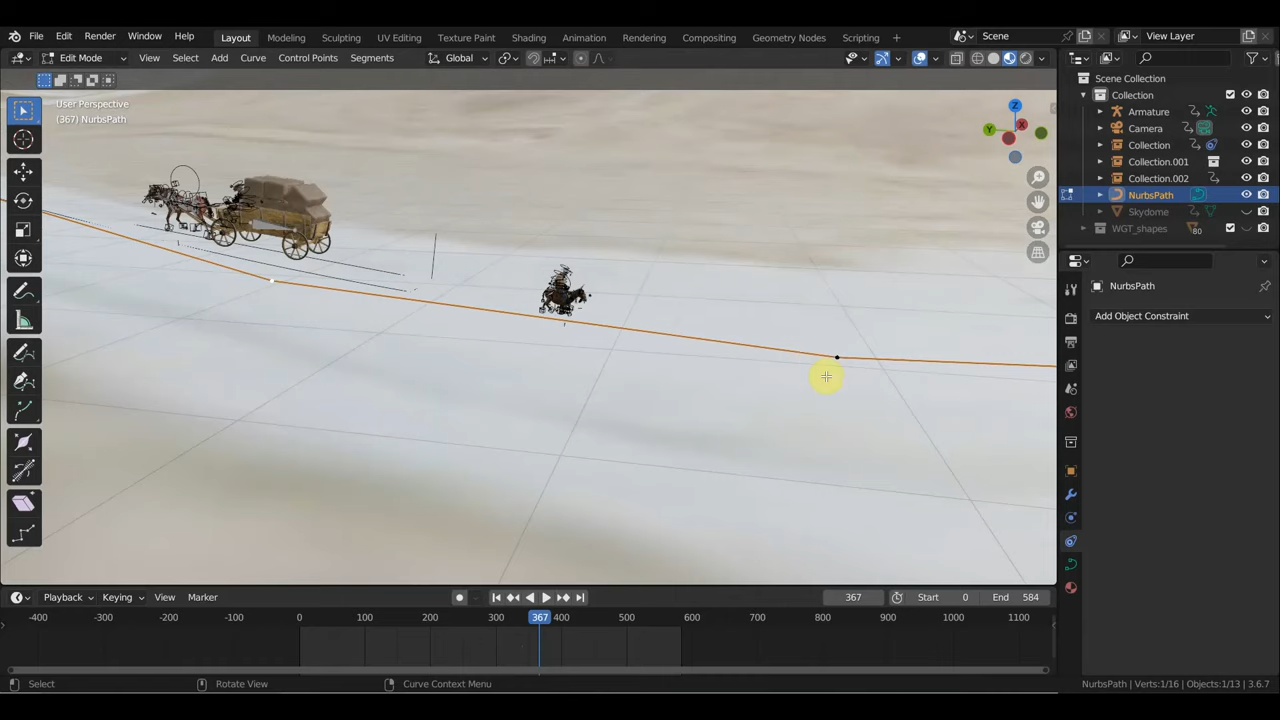 File Edit Render Window Help Layout Modeling Sculpting UV Editing Texture Paint Shading Animation Rendering Compositing Geometry Nodes Scripting + Scene View Layer
Edit Mode View Select Add Curve Control Points Segments Global
User Perspective
(367) NurbsPath
Z
Y
X
Scene Collection
Collection
Armature
Camera
Collection
Collection.001
Collection.002
NurbsPath
Skydome
WGT_shapes 80
NurbsPath
Add Object Constraint
Playback Keying View Marker 367 Start 0 End 584
-400 -300 -200 -100 0 100 200 300 367 400 500 600 700 800 900 1000 1100
Select Rotate View Curve Context Menu NurbsPath | Verts:1/16 | Objects:1/13 | 3.6.7